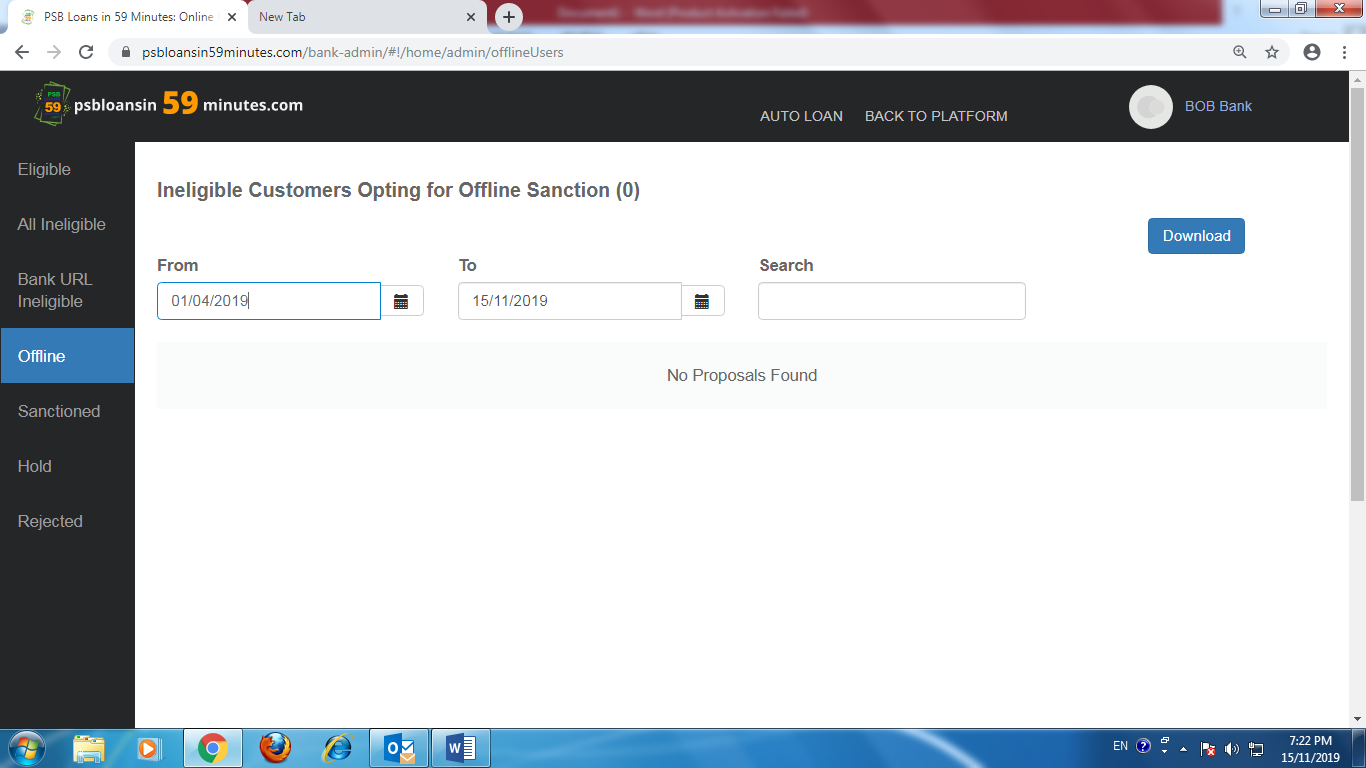 PSB Loans in 59 Minutes: Online
New Tab
psbloansin59minutes.com/bank-admin/#!/home/admin/offlineUsers
PSB
59
psbloansin 59 minutes.com
AUTO LOAN
BACK TO PLATFORM
BOB Bank
Eligible
All Ineligible
Bank URL
Ineligible
Offline
Sanctioned
Hold
Rejected
Ineligible Customers Opting for Offline Sanction (0)
Download
From
To
Search
01/04/2019
15/11/2019
No Proposals Found
EN
7:22 PM
15/11/2019